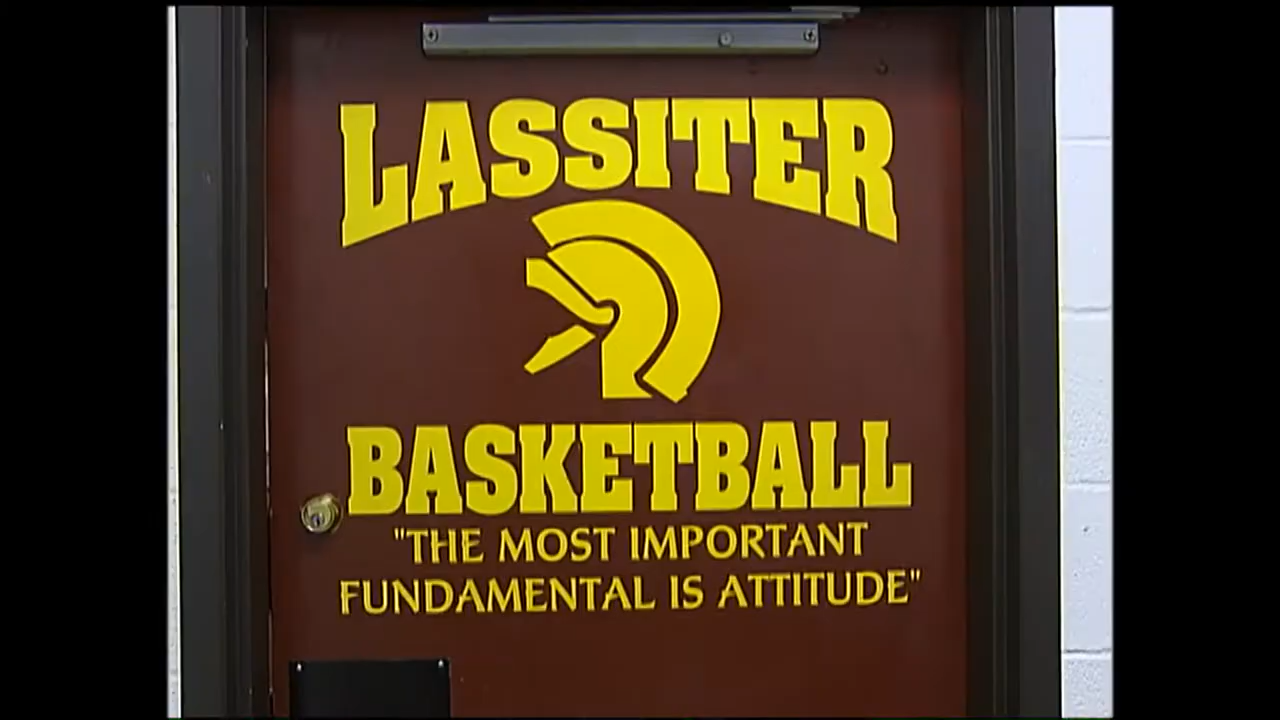 LASSITER
BASKETBALL
"THE MOST IMPORTANT
FUNDAMENTAL IS ATTITUDE"